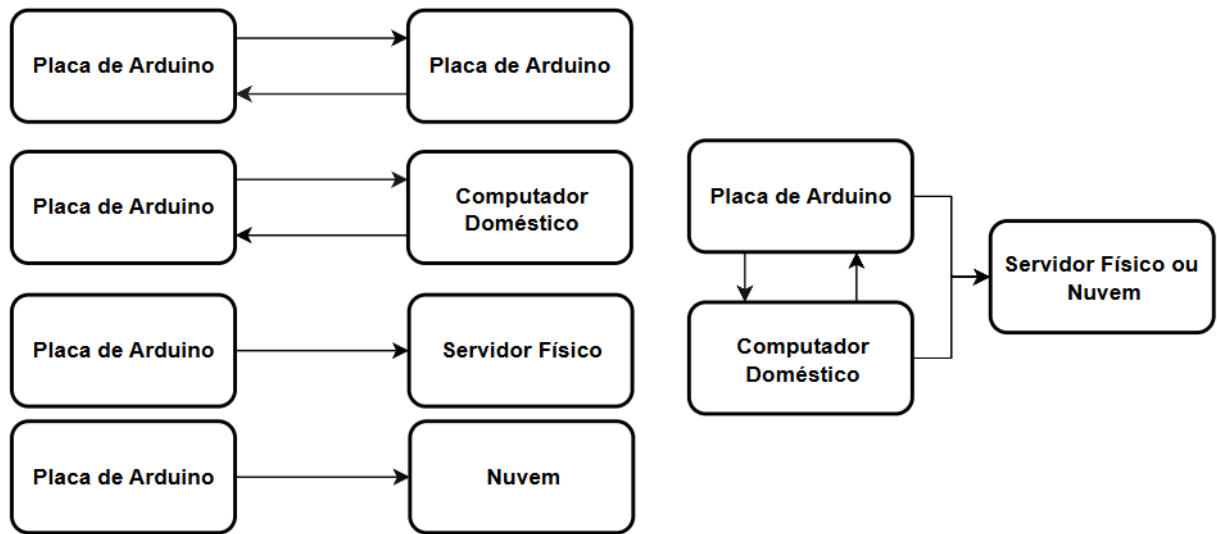 Placa de Arduino
Placa de Arduino
Placa de Arduino
Computador
Doméstico
Placa de Arduino
Servidor Físico
Placa de Arduino
Nuvem
Placa de Arduino
Computador
Doméstico
Servidor Físico ou
Nuvem